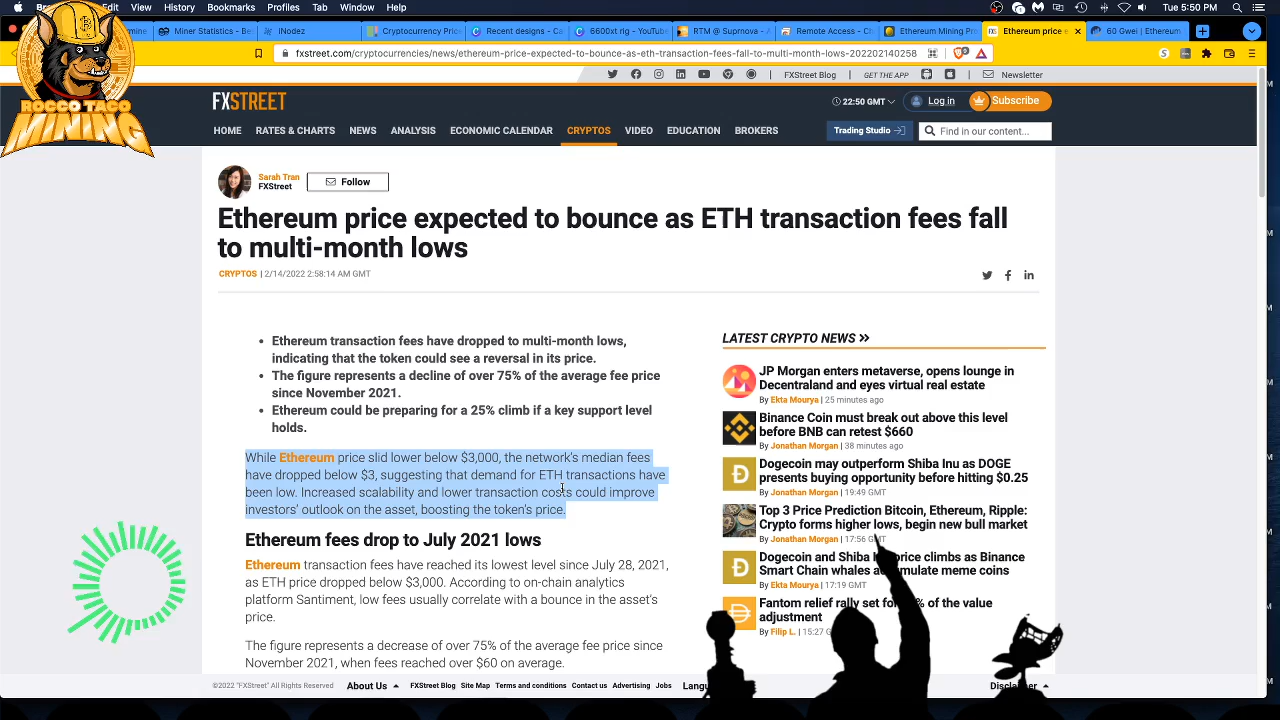 Browser View History Bookmarks Profiles Tab Window Help
Tue 5:50 PM
Miner Statistics - Be
iNodez
Cryptocurrency Price
Recent designs - Ca
6600xt rig - YouTube
RTM @ Suprnova - A
Remote Access - Ch
Ethereum Mining Pro
Ethereum price e
60 Gwei | Ethereum
fxstreet.com/cryptocurrencies/news/ethereum-price-expected-to-bounce-as-eth-transaction-fees-fall-to-multi-month-lows-202202140258
FXStreet Blog GET THE APP Newsletter
ROCCO TACO
MINING
FXSTREET
22:50 GMT Log in Subscribe
HOME RATES & CHARTS NEWS ANALYSIS ECONOMIC CALENDAR CRYPTOS VIDEO EDUCATION BROKERS Trading Studio Find in our content...
Sarah Tran
FXStreet
Follow
Ethereum price expected to bounce as ETH transaction fees fall
to multi-month lows
CRYPTOS | 2/14/2022 2:58:14 AM GMT
• Ethereum transaction fees have dropped to multi-month lows,
indicating that the token could see a reversal in its price.
• The figure represents a decline of over 75% of the average fee price
since November 2021.
• Ethereum could be preparing for a 25% climb if a key support level
holds.
While Ethereum price slid lower below $3,000, the network's median fees
have dropped below $3, suggesting that demand for ETH transactions have
been low. Increased scalability and lower transaction costs could improve
investors' outlook on the asset, boosting the token's price.
Ethereum fees drop to July 2021 lows
Ethereum transaction fees have reached its lowest level since July 28, 2021,
as ETH price dropped below $3,000. According to on-chain analytics
platform Santiment, low fees usually correlate with a bounce in the asset's
price.
The figure represents a decrease of over 75% of the average fee price since
November 2021, when fees reached over $60 on average.
LATEST CRYPTO NEWS >>
JP Morgan enters metaverse, opens lounge in
Decentraland and eyes virtual real estate
By Ekta Mourya | 25 minutes ago
Binance Coin must break out above this level
before BNB can retest $660
By Jonathan Morgan | 38 minutes ago
Dogecoin may outperform Shiba Inu as DOGE
presents buying opportunity before hitting $0.25
By Jonathan Morgan | 19:49 GMT
Top 3 Price Prediction Bitcoin, Ethereum, Ripple:
Crypto forms higher lows, begin new bull market
By Jonathan Morgan | 17:56 GMT
Dogecoin and Shiba price climbs as Binance
Smart Chain whales accumulate meme coins
By Ekta Mourya | 17:19 GMT
Fantom relief rally set for % of the value
adjustment
By Filip L. | 15:27
©2022 "FXStreet" All Rights Reserved About Us FXStreet Blog Site Map Terms and conditions Contact us Advertising Jobs